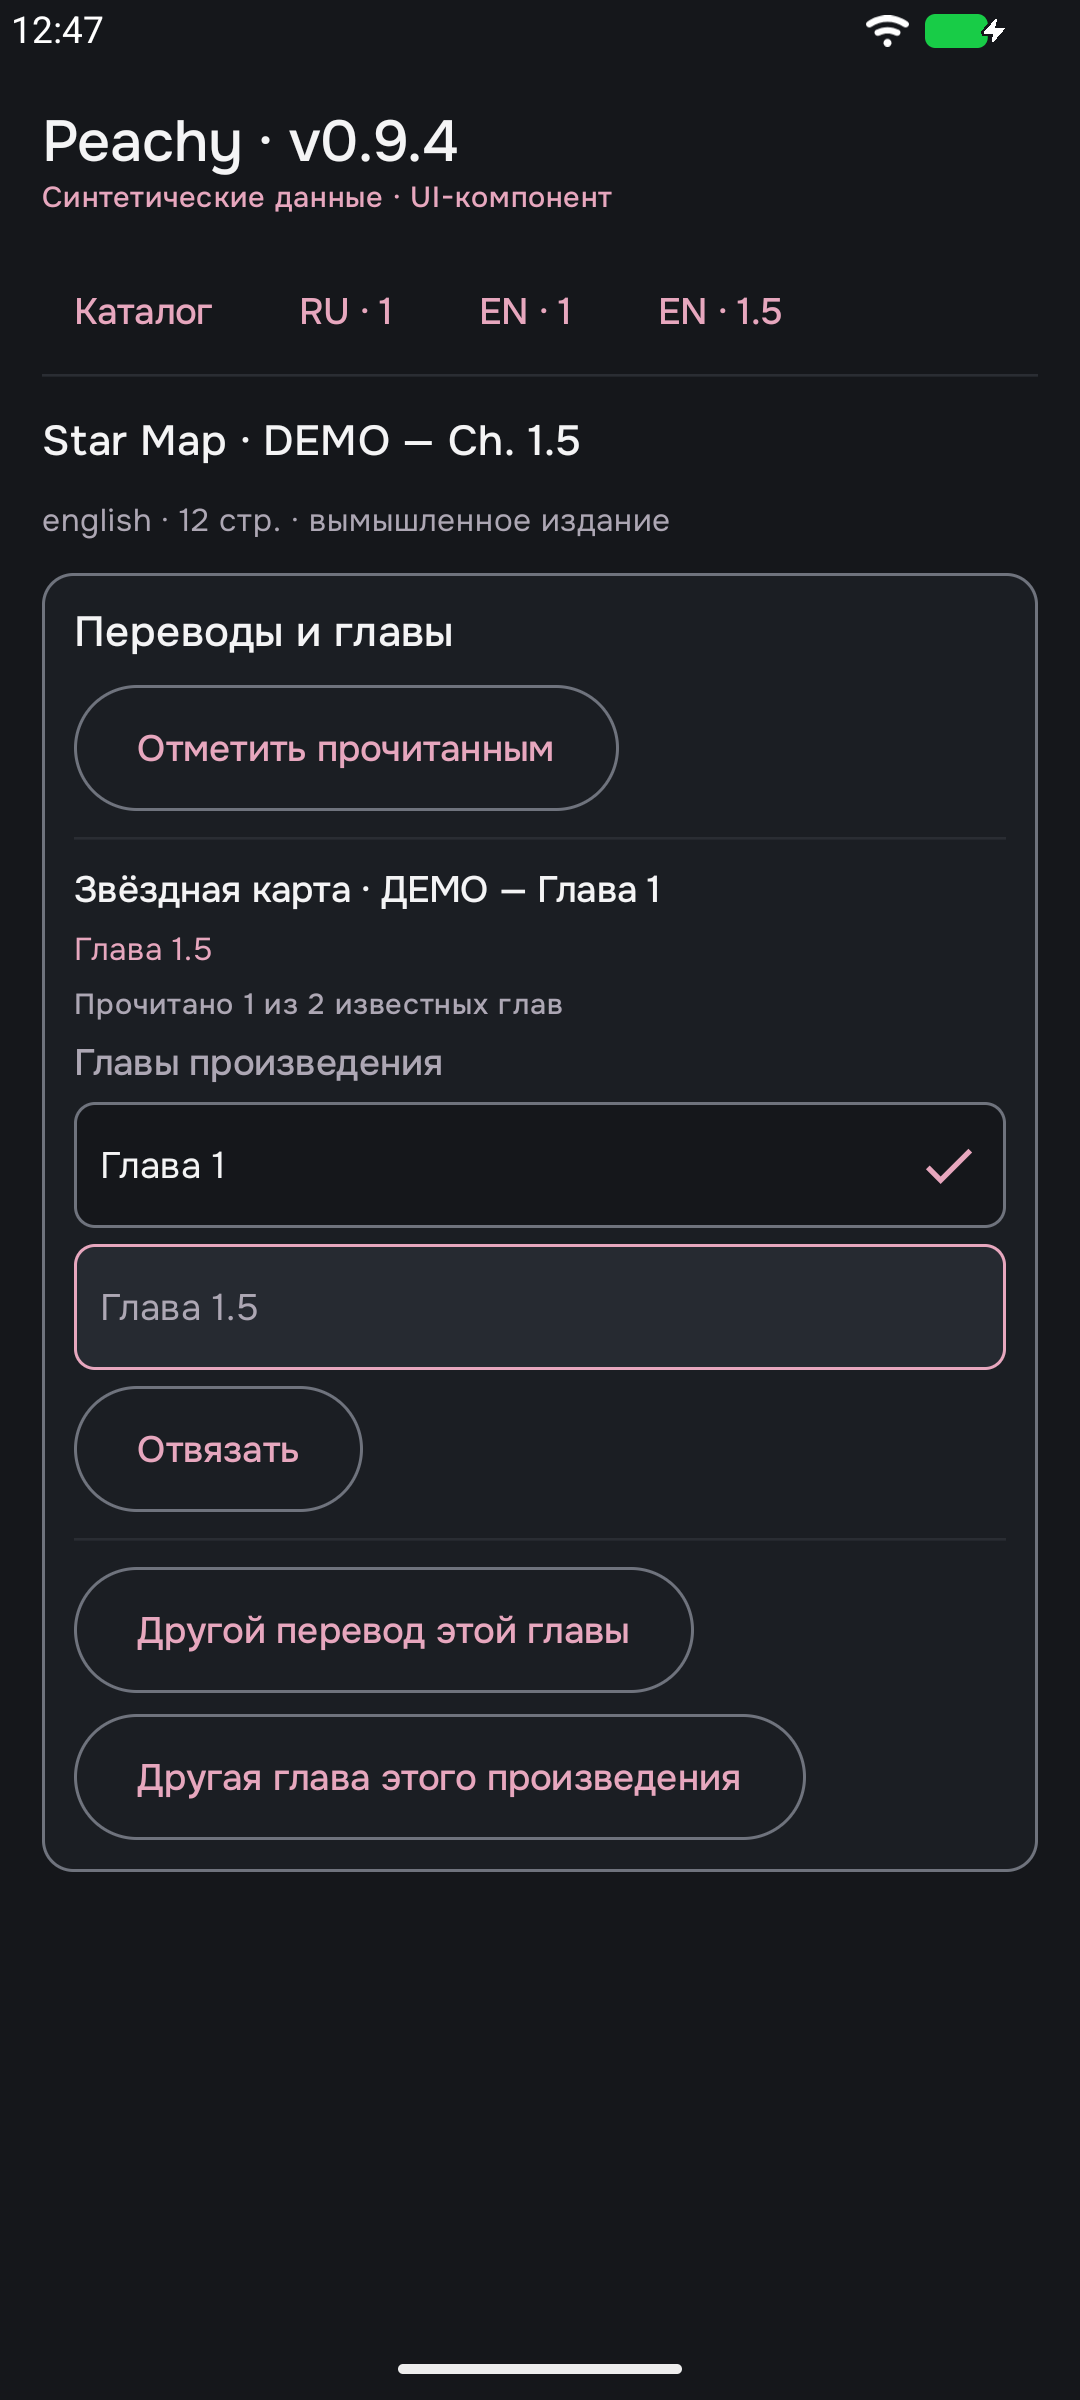 12:47
Peachy · v0.9.4
Синтетические данные · UI-компонент
Каталог RU · 1 EN · 1 EN · 1.5
Star Map · DEMO — Ch. 1.5
english · 12 стр. · вымышленное издание
Переводы и главы
Отметить прочитанным
Звёздная карта · ДЕМО — Глава 1
Глава 1.5
Прочитано 1 из 2 известных глав
Главы произведения
Глава 1
Глава 1.5
Отвязать
Другой перевод этой главы
Другая глава этого произведения